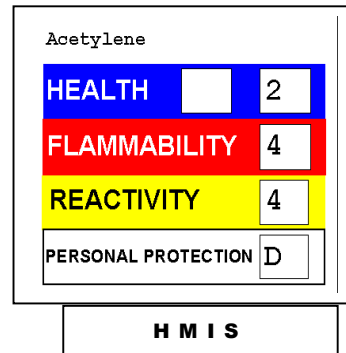 Acetylene
HEALTH 2
FLAMMABILITY 4
REACTIVITY 4
PERSONAL PROTECTION D
HMIS